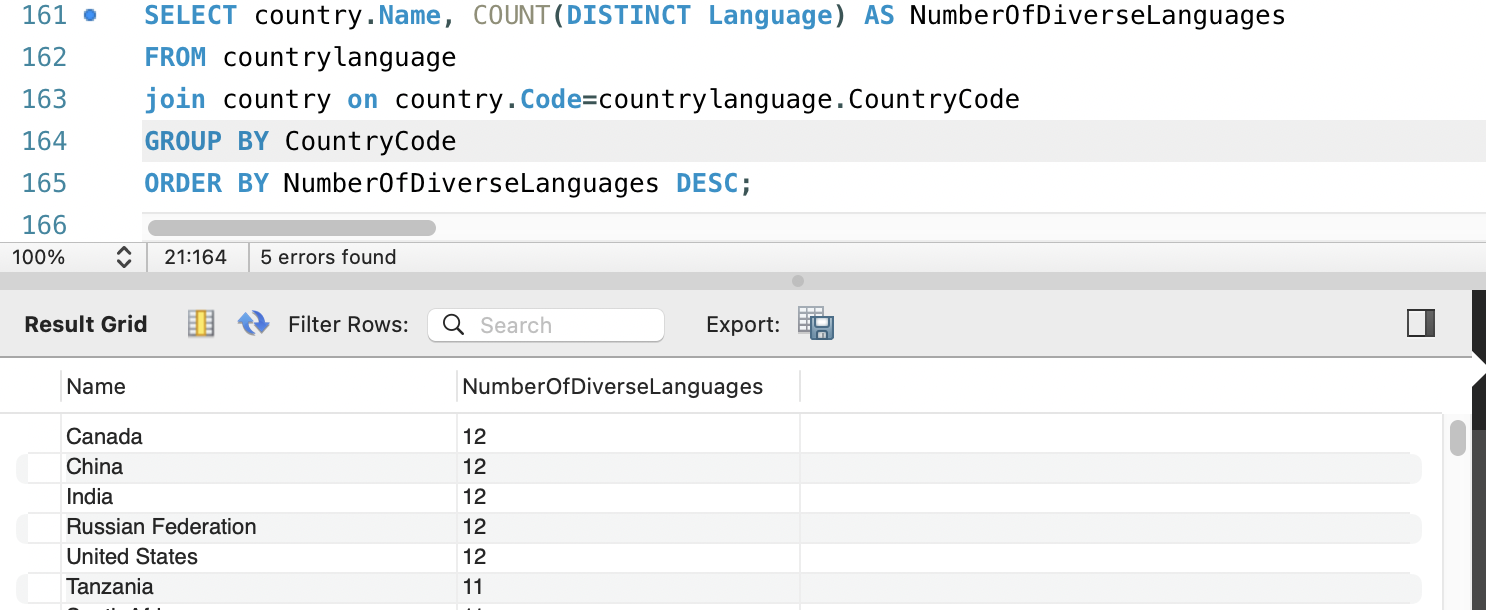 161 SELECT country.Name, COUNT(DISTINCT Language) AS NumberOfDiverseLanguages
162 FROM countrylanguage
163 join country on country.Code=countrylanguage.CountryCode
164 GROUP BY CountryCode
165 ORDER BY NumberOfDiverseLanguages DESC;
166
100% 21:164 5 errors found
Result Grid Filter Rows: Search Export:
Name NumberOfDiverseLanguages
Canada 12
China 12
India 12
Russian Federation 12
United States 12
Tanzania 11